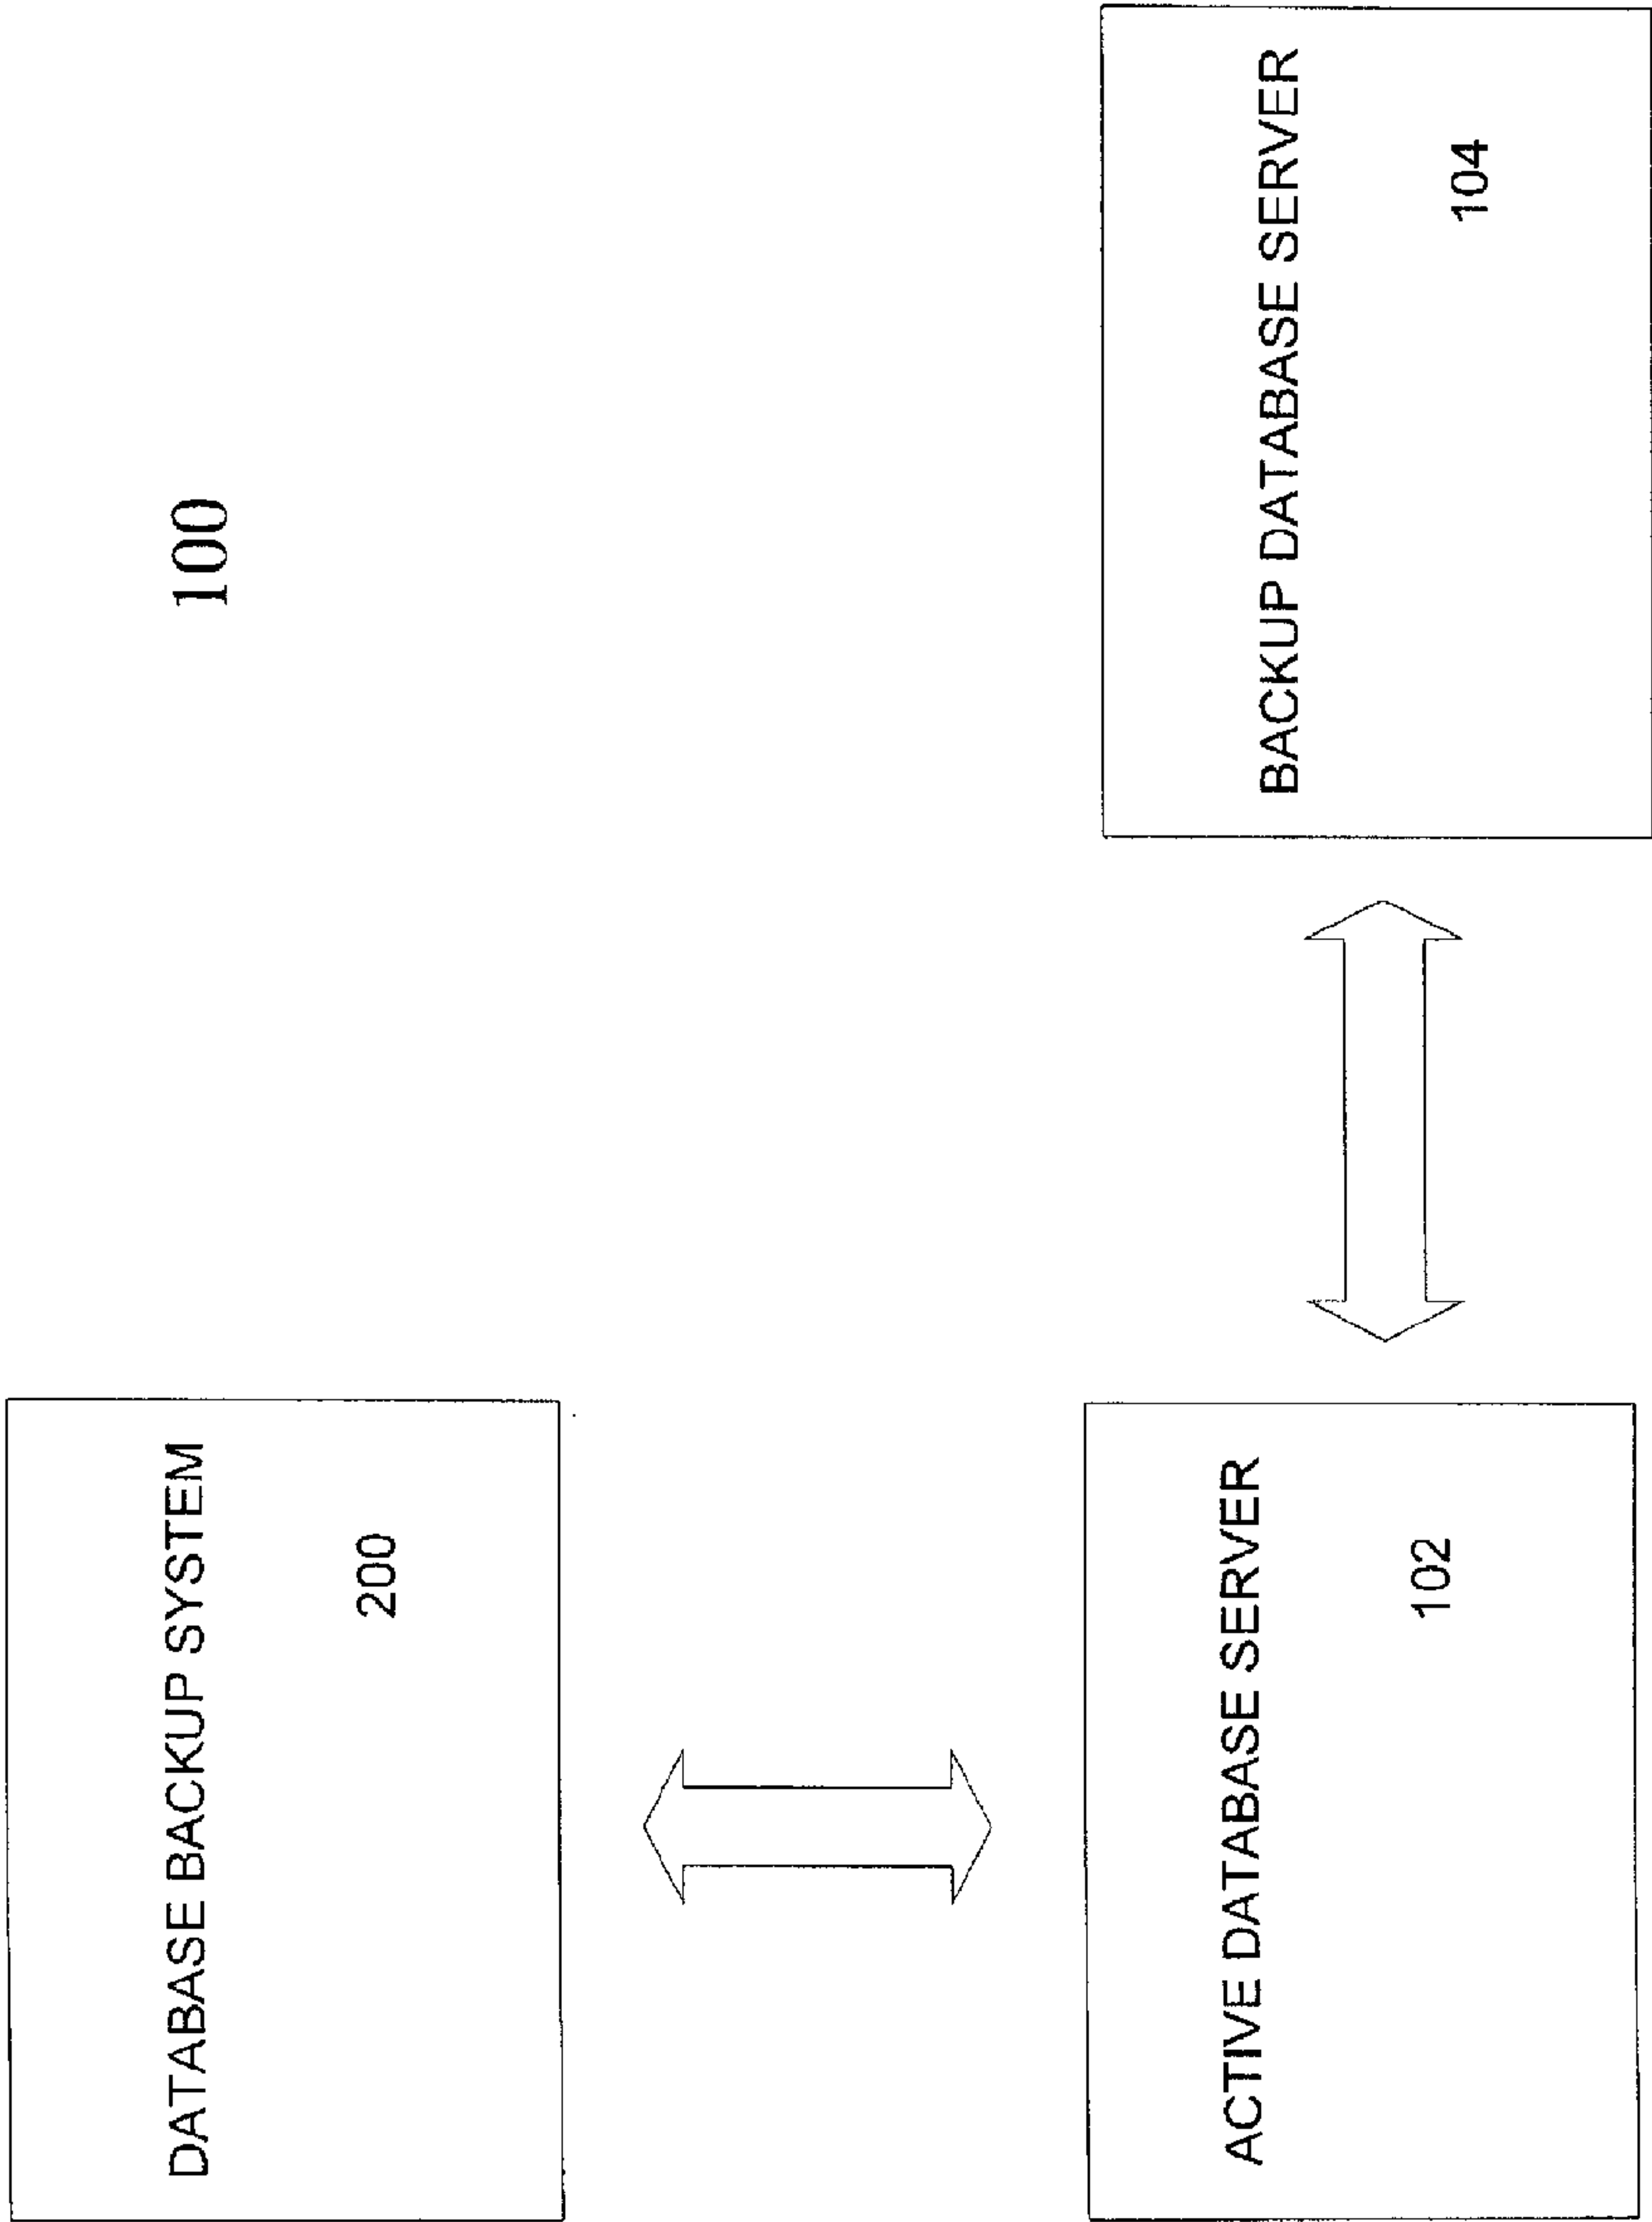 100
DATABASE BACKUP SYSTEM
200
ACTIVE DATABASE SERVER
102
BACKUP DATABASE SERVER
104